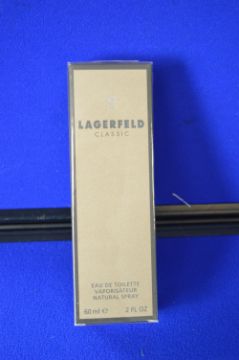 LAGERFELD
CLASSIC
EAU DE TOILETTE
VAPORISATEUR
NATURAL SPRAY
60 ml ℮ 2 FL OZ